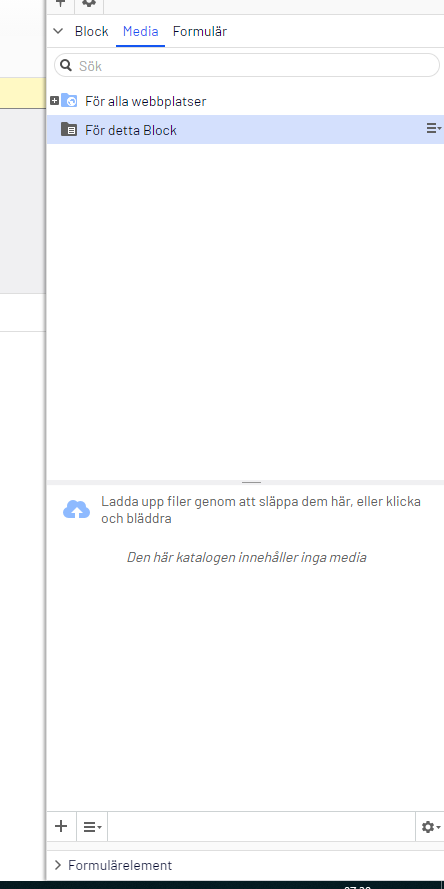 Block Media Formulär
Sök
För alla webbplatser
För detta Block
Ladda upp filer genom att släppa dem här, eller klicka
och bläddra
Den här katalogen innehåller inga media
Formulärelement